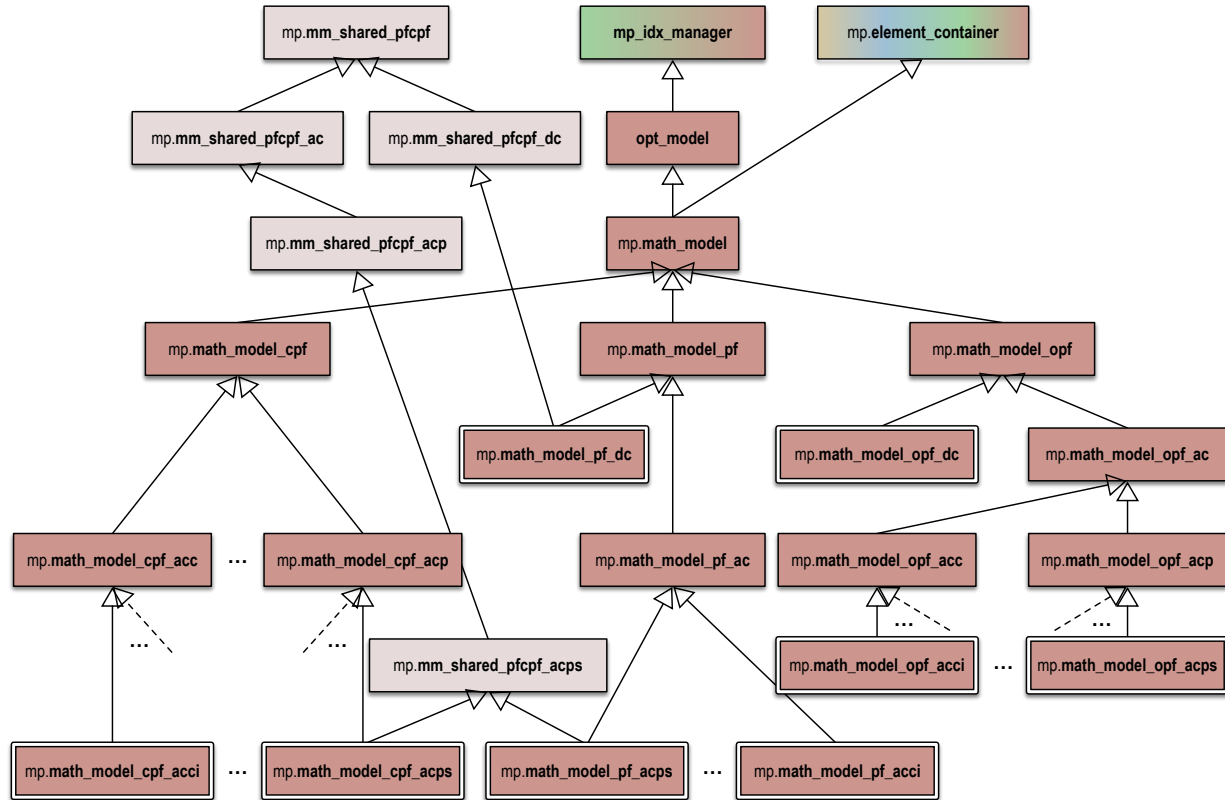 mp.mm_shared_pfcpf
mp_idx_manager
mp.element_container
mp.mm_shared_pfcpf_ac
mp.mm_shared_pfcpf_dc
opt_model
mp.mm_shared_pfcpf_acp
mp.math_model
mp.math_model_cpf
mp.math_model_pf
mp.math_model_opf
mp.math_model_pf_dc
mp.math_model_opf_dc
mp.math_model_opf_ac
mp.math_model_cpf_acc
...
mp.math_model_cpf_acp
mp.math_model_pf_ac
mp.math_model_opf_acc
mp.math_model_opf_acp
...
...
...
...
mp.mm_shared_pfcpf_acps
mp.math_model_opf_acci
...
mp.math_model_opf_acps
mp.math_model_cpf_acci
...
mp.math_model_cpf_acps
mp.math_model_pf_acps
...
mp.math_model_pf_acci